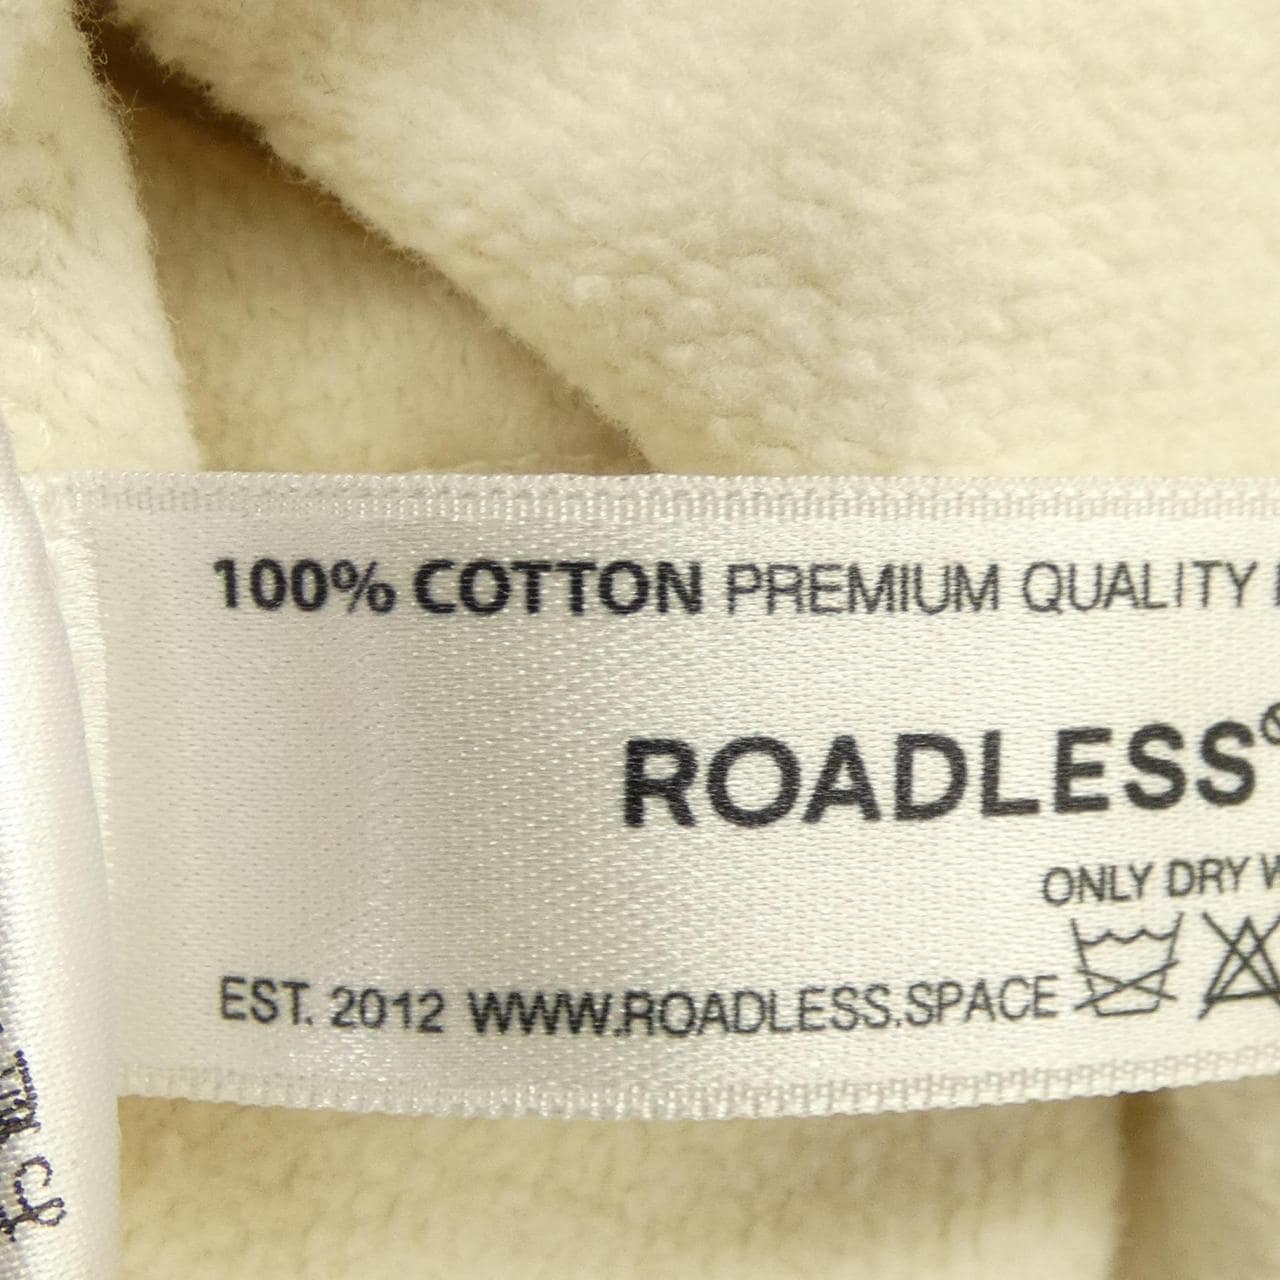 100% COTTON PREMIUM QUALITY
ROADLESS
ONLY DRY
EST. 2012 WWW.ROADLESS.SPACE